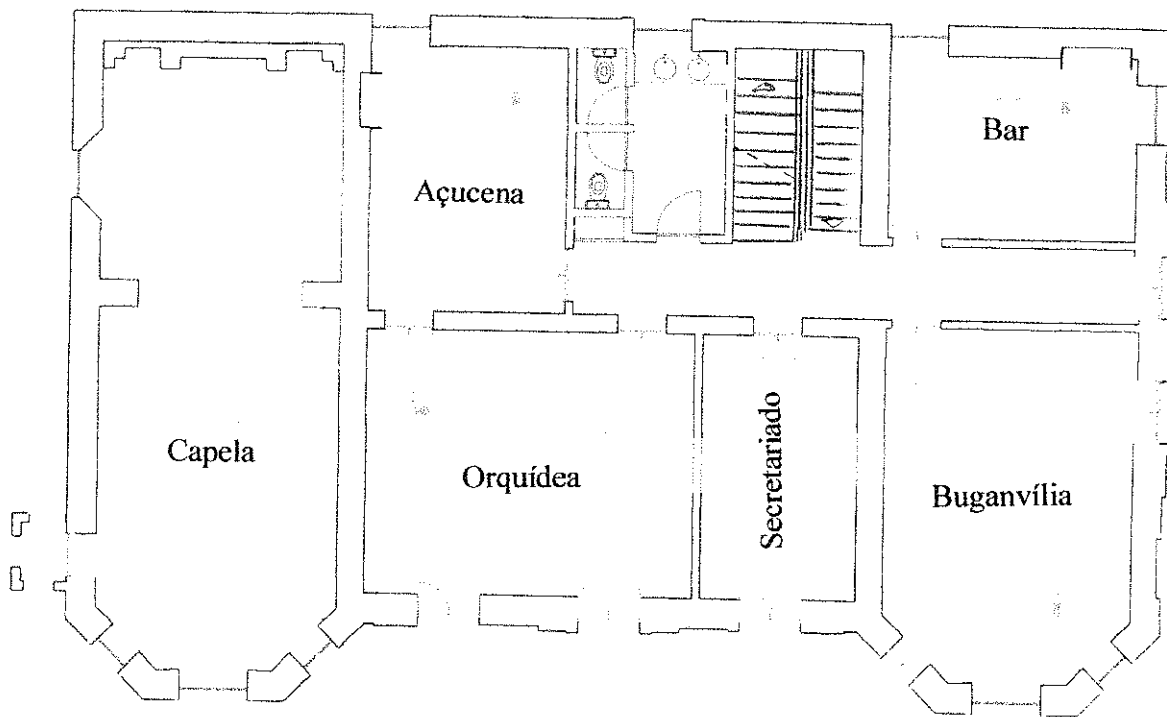 Bar
Açucena
Capela
Orquídea
Secretariado
Buganvília